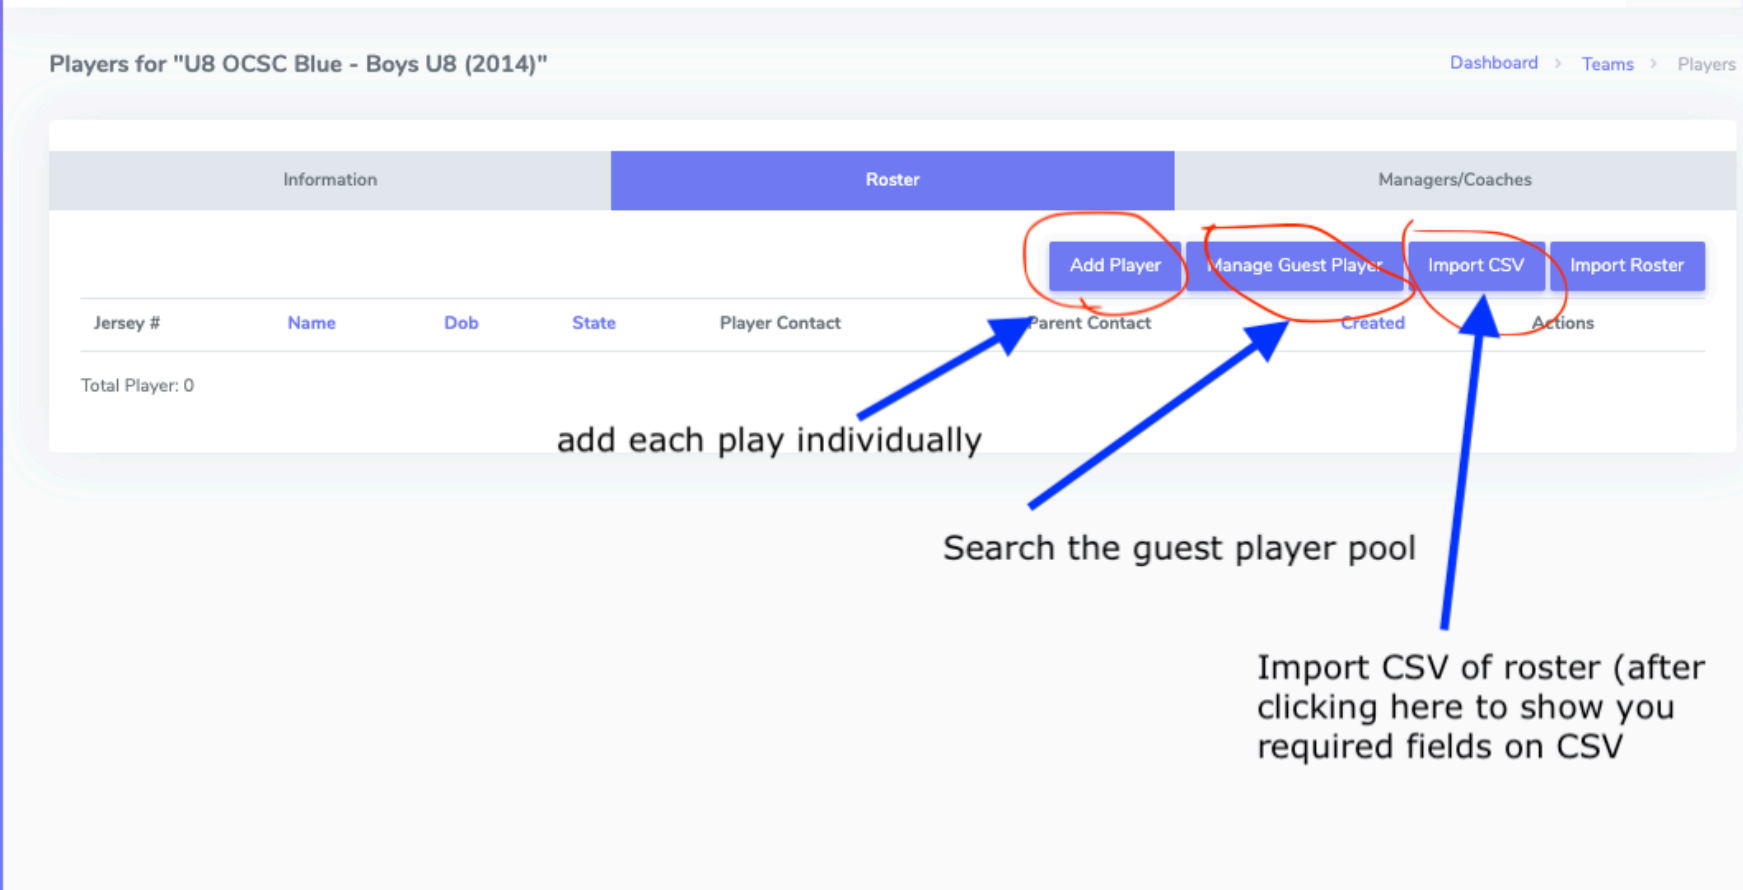 Players for "U8 OCSC Blue - Boys U8 (2014)"
Dashboard > Teams > Players
Information Roster Managers/Coaches
Add Player Manage Guest Player Import CSV Import Roster
Jersey # Name Dob State Player Contact Parent Contact Created Actions
Total Player: 0
add each play individually
Search the guest player pool
Import CSV of roster (after
clicking here to show you
required fields on CSV